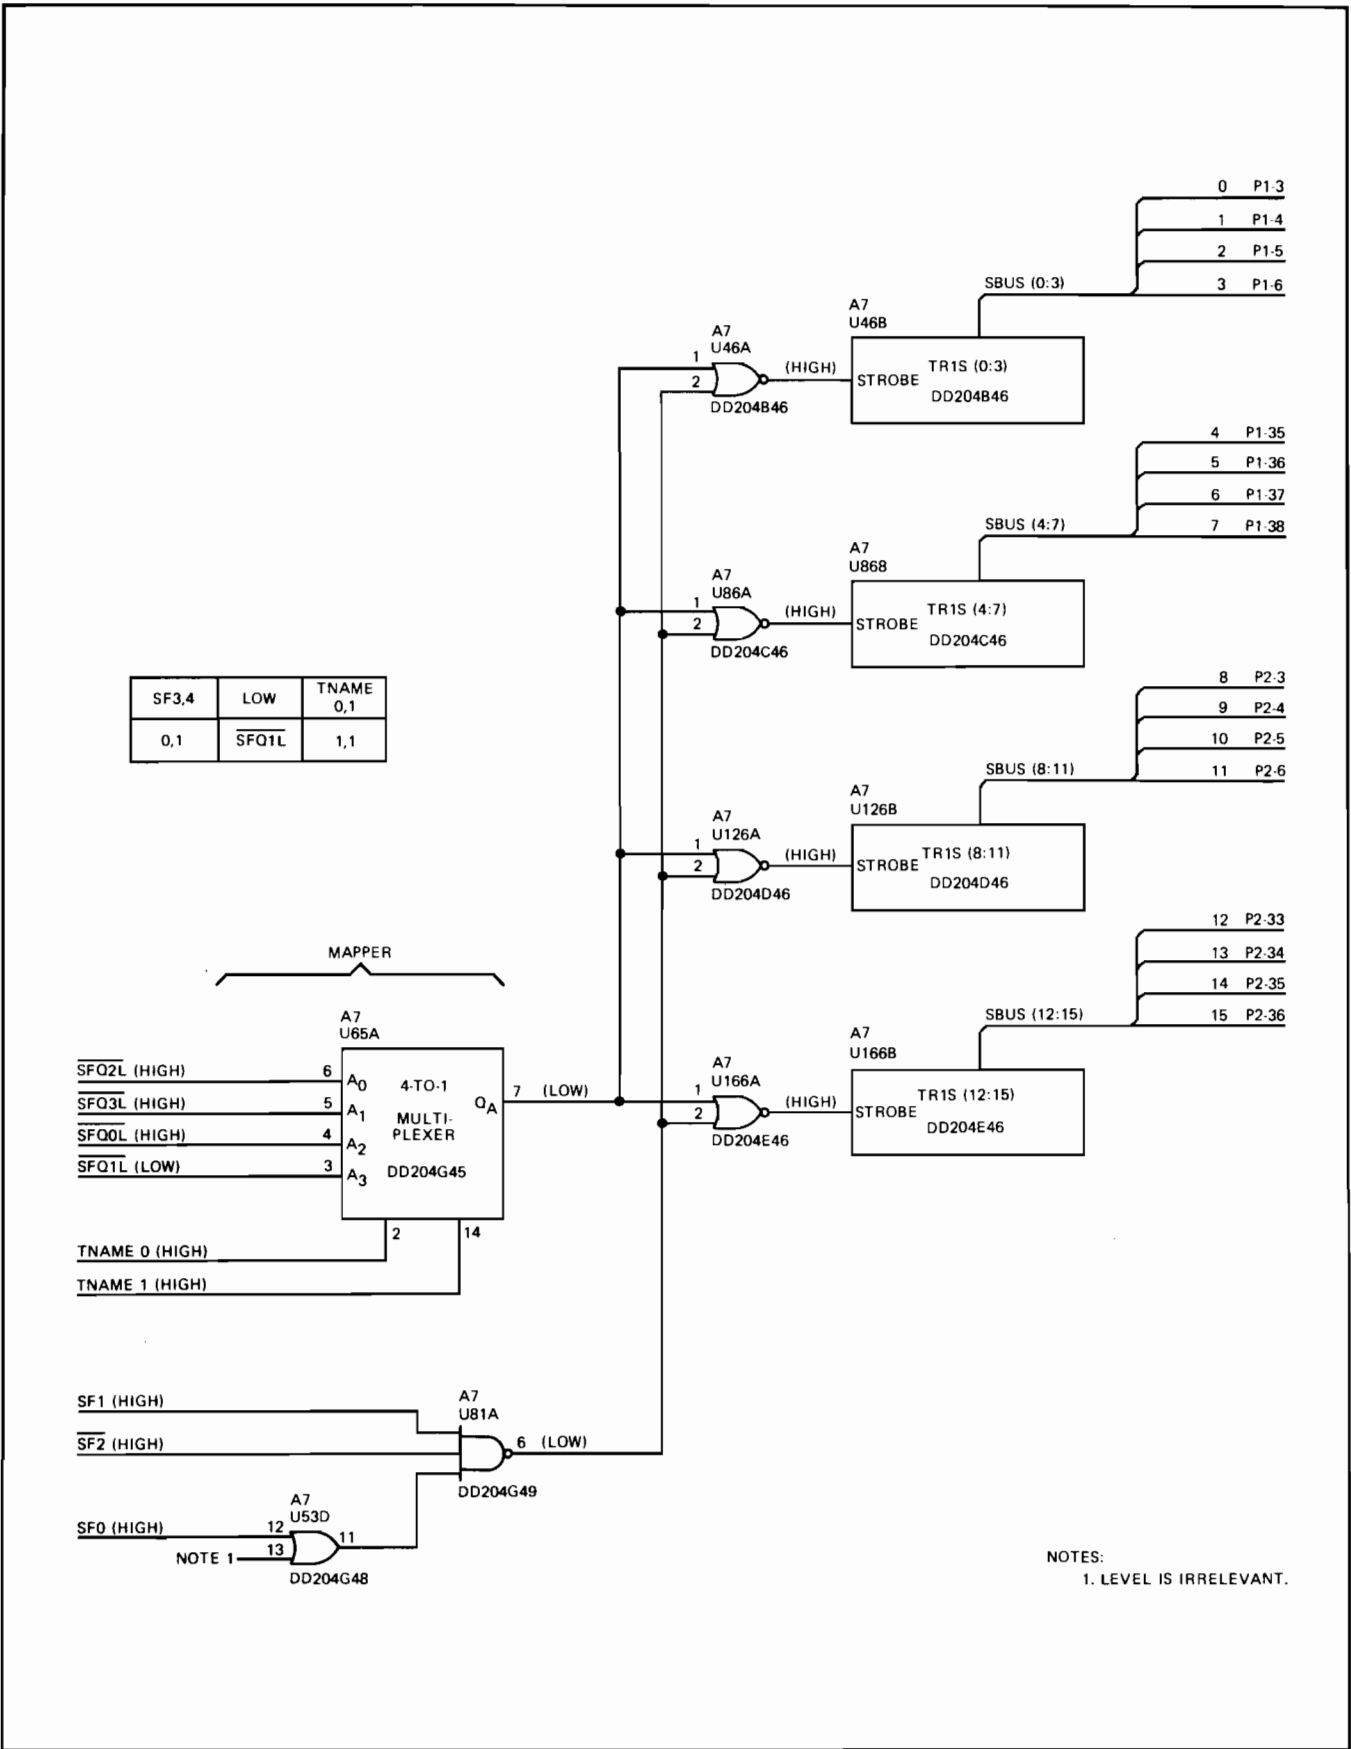 0 P1-3
1 P1-4
2 P1-5
SBUS (0:3)
3 P1-6
A7
U46B
A7
U46A
1
2
(HIGH)
DD204B46
STROBE
TR1S (0:3)
DD204B46
4 P1-35
5 P1-36
6 P1-37
SBUS (4:7)
7 P1-38
A7
U868
A7
U86A
1
2
(HIGH)
DD204C46
STROBE
TR1S (4:7)
DD204C46
SF3,4 LOW TNAME 0,1
0,1 SFQ1L 1,1
8 P2-3
9 P2-4
10 P2-5
SBUS (8:11)
11 P2-6
A7
U126B
A7
U126A
1
2
(HIGH)
DD204D46
STROBE
TR1S (8:11)
DD204D46
12 P2-33
13 P2-34
14 P2-35
SBUS (12:15)
15 P2-36
A7
U166B
A7
U166A
1
2
(HIGH)
DD204E46
STROBE
TR1S (12:15)
DD204E46
MAPPER
A7
U65A
SFQ2L (HIGH) 6 A0
SFQ3L (HIGH) 5 A1
SFQ0L (HIGH) 4 A2
SFQ1L (LOW) 3 A3
4-TO-1
MULTI-
PLEXER
DD204G45
QA 7 (LOW)
2
14
TNAME 0 (HIGH)
TNAME 1 (HIGH)
SF1 (HIGH)
SF2 (HIGH)
A7
U81A
6 (LOW)
DD204G49
A7
U53D
SF0 (HIGH) 12
NOTE 1 13
11
DD204G48
NOTES:
1. LEVEL IS IRRELEVANT.